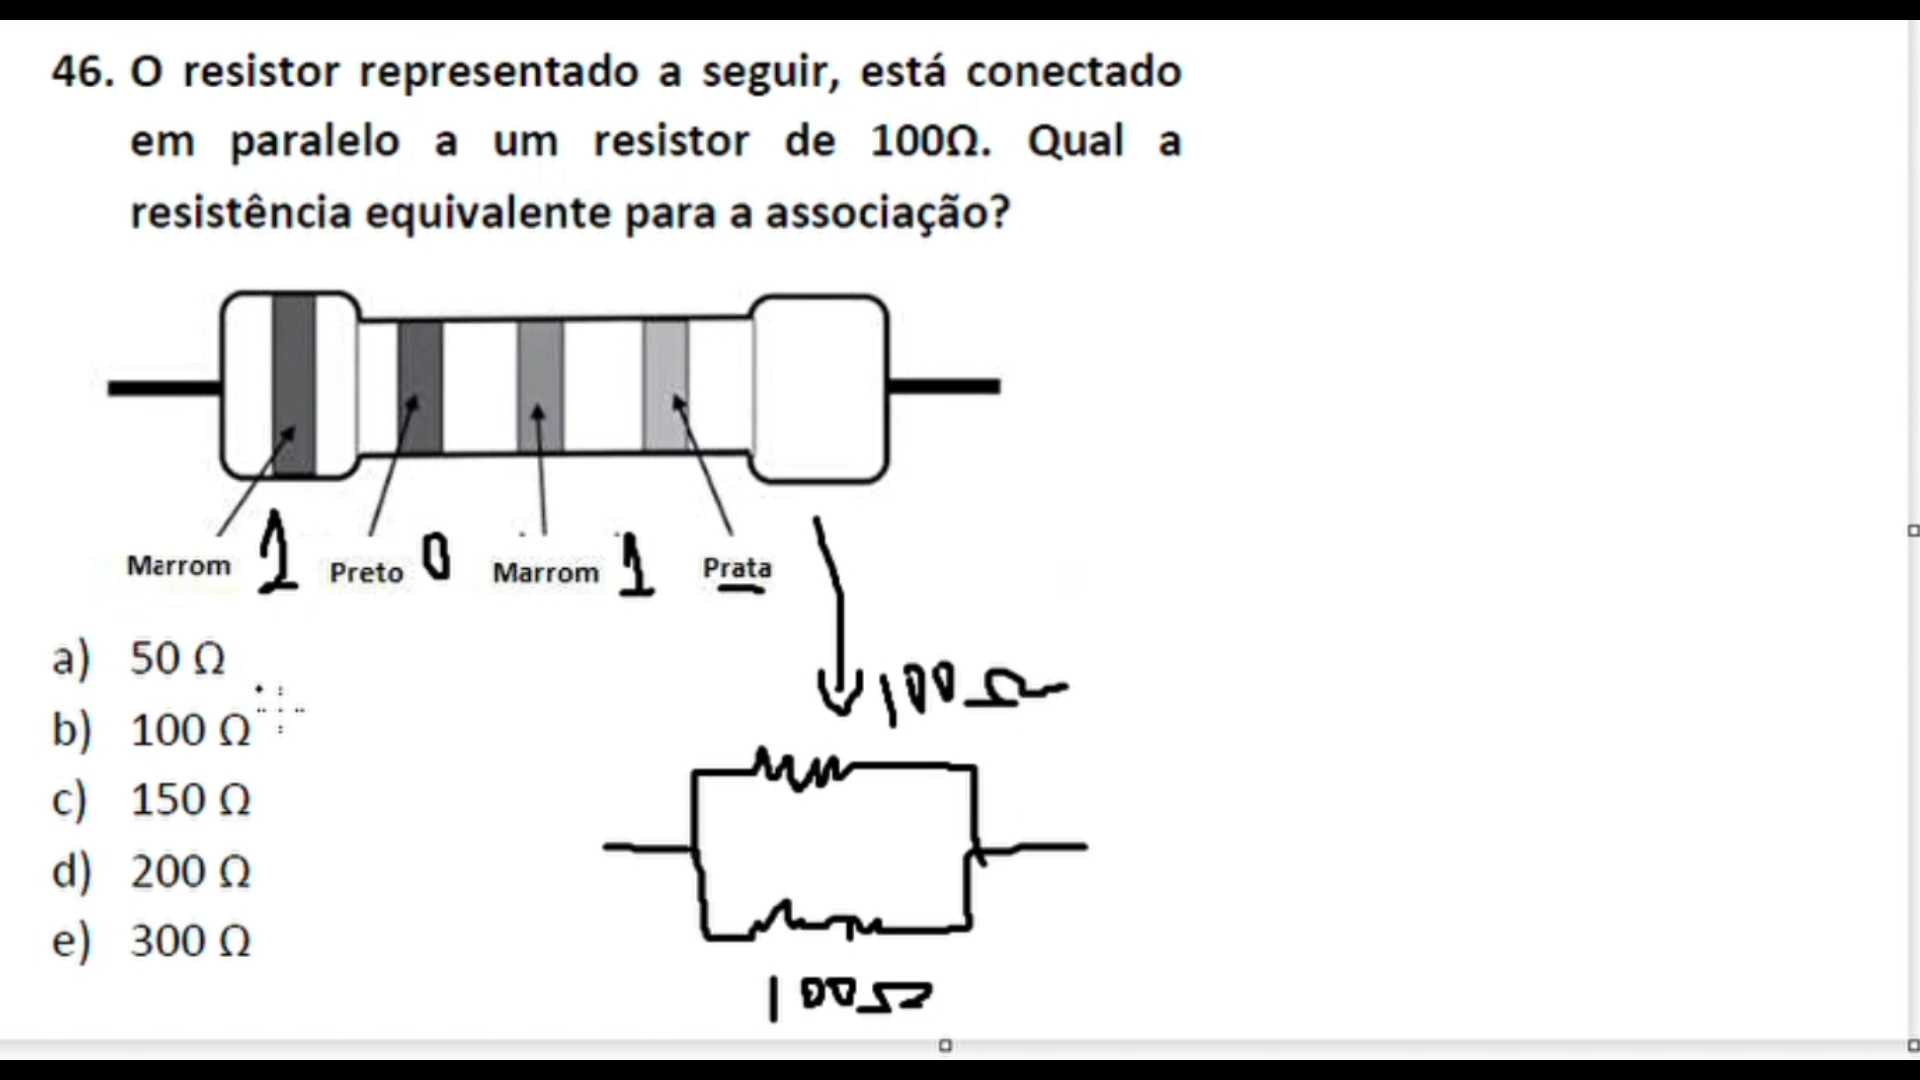 46. O resistor representado a seguir, está conectado
em paralelo a um resistor de 100Ω. Qual a
resistência equivalente para a associação?
Marrom 1 Preto 0 Marrom 1 Prata
a) 50 Ω
100Ω
b) 100 Ω
c) 150 Ω
d) 200 Ω
e) 300 Ω
100Ω